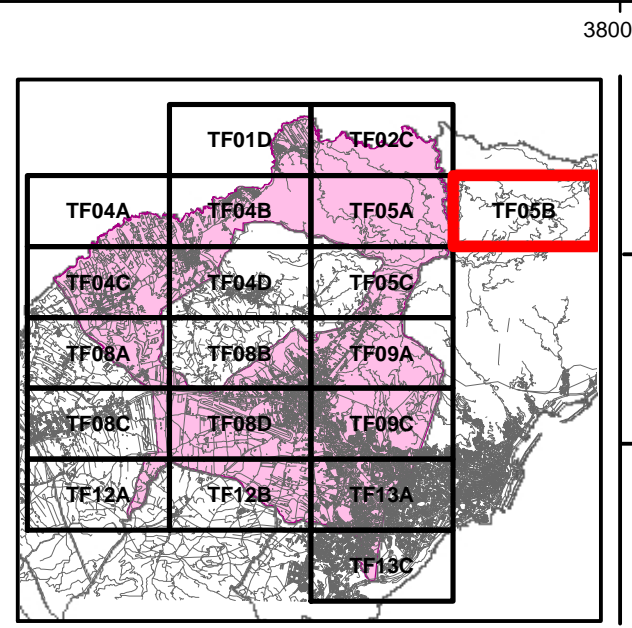 3800
TF01D TF02C
TF04A TF04B TF05A TF05B
TF04C TF04D TF05C
TF08A TF08B TF09A
TF08C TF08D TF09C
TF12A TF12B TF13A
TF13C